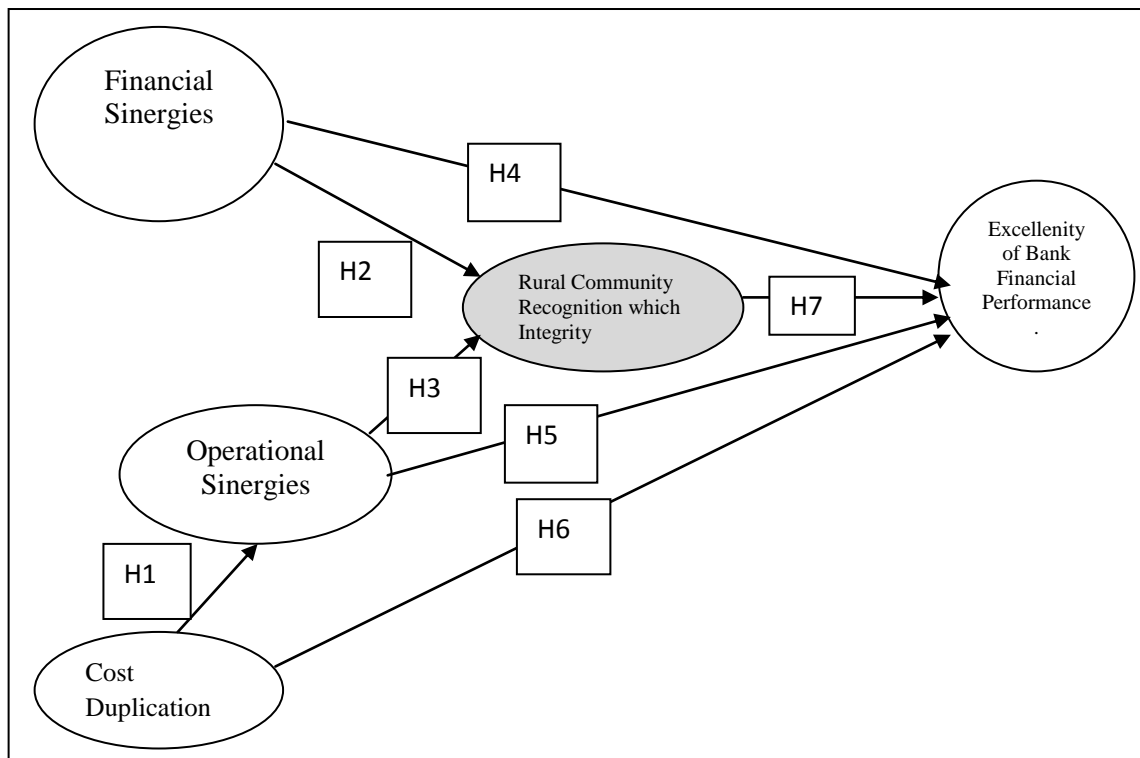 Financial
Sinergies
H4
Excellenity
of Bank
Financial
Performance
.
H2
Rural Community
Recognition which
Integrity
H7
H3
Operational
Sinergies
H5
H6
H1
Cost
Duplication